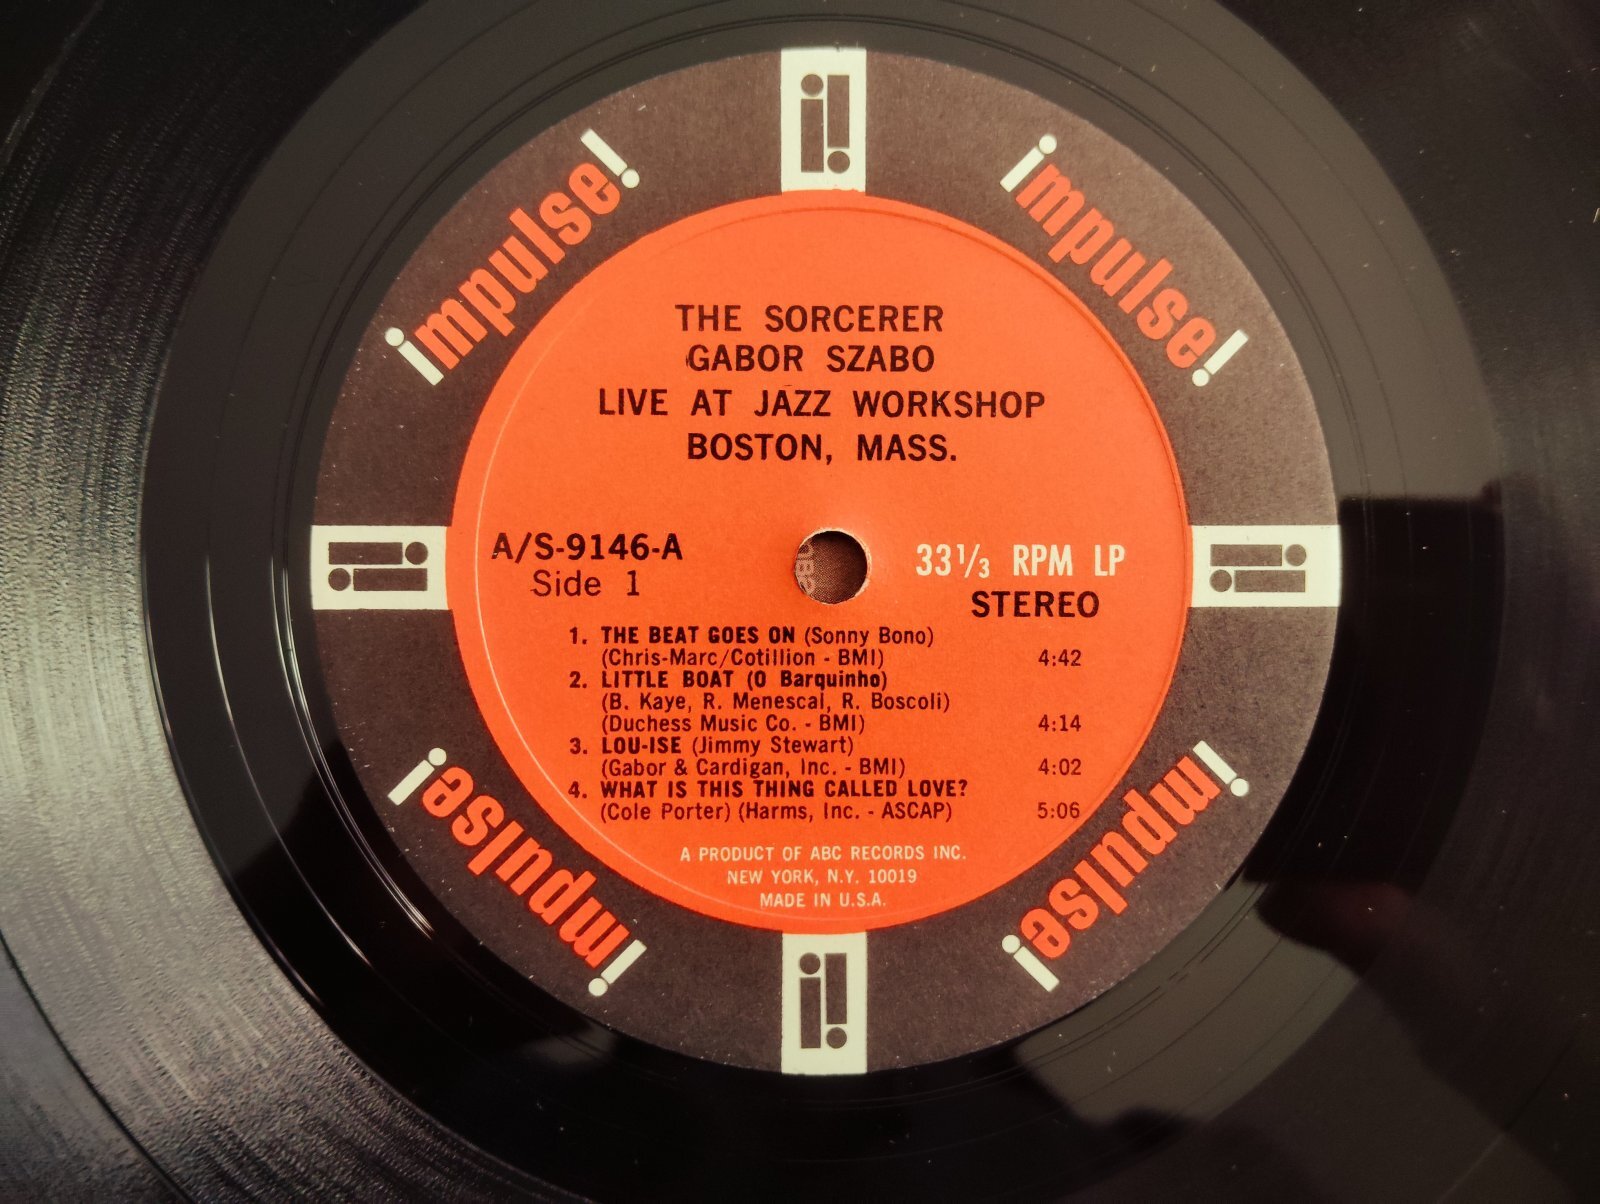 impulse!
impulse!
THE SORCERER
GABOR SZABO
LIVE AT JAZZ WORKSHOP
BOSTON, MASS.
A/S-9146-A
Side 1
33 1/3 RPM LP
STEREO
1. THE BEAT GOES ON (Sonny Bono)
(Chris-Marc/Cotillion - BMI) 4:42
2. LITTLE BOAT (O Barquinho)
(B. Kaye, R. Menescal, R. Boscoli)
(Duchess Music Co. - BMI) 4:14
3. LOU-ISE (Jimmy Stewart)
(Gabor & Cardigan, Inc. - BMI) 4:02
4. WHAT IS THIS THING CALLED LOVE?
(Cole Porter) (Harms, Inc. - ASCAP) 5:06
A PRODUCT OF ABC RECORDS INC.
NEW YORK, N.Y. 10019
MADE IN U.S.A.
impulse!
impulse!